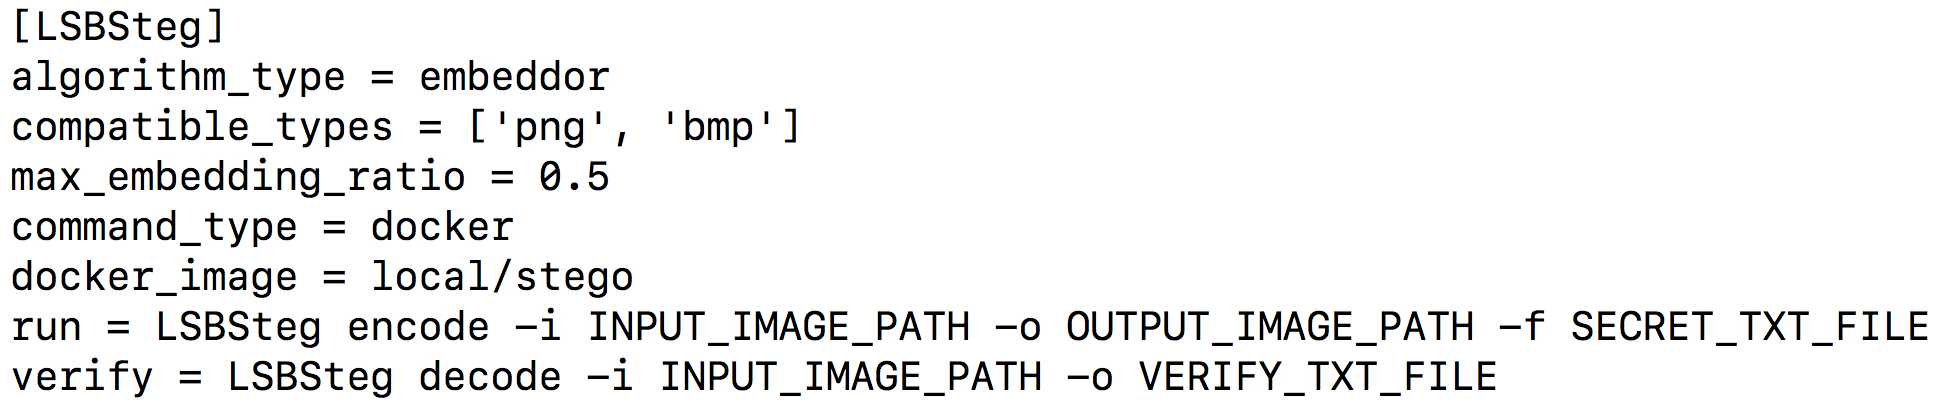 [LSBSteg]
algorithm_type = embeddor
compatible_types = ['png', 'bmp']
max_embedding_ratio = 0.5
command_type = docker
docker_image = local/stego
run = LSBSteg encode -i INPUT_IMAGE_PATH -o OUTPUT_IMAGE_PATH -f SECRET_TXT_FILE
verify = LSBSteg decode -i INPUT_IMAGE_PATH -o VERIFY_TXT_FILE